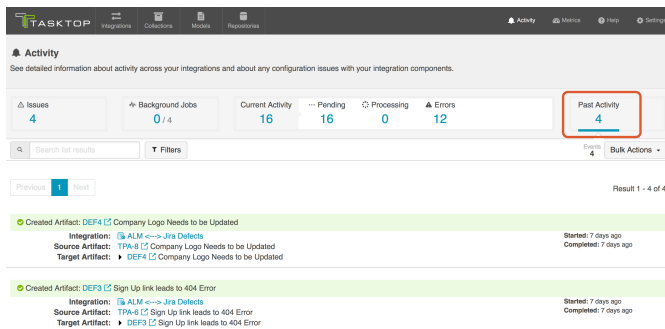 TASKTOP
Integrations
Collections
Models
Repositories
Activity
Metrics
Help
Settings
Activity
See detailed information about activity across your integrations and about any configuration issues with your integration components.
Issues
4
Background Jobs
0 / 4
Current Activity
16
Pending
16
Processing
0
Errors
12
Past Activity
4
Search list results
Filters
Events
4
Bulk Actions
Previous 1 Next
Result 1 - 4 of 4
Created Artifact: DEF4 Company Logo Needs to be Updated
Integration: ALM <---> Jira Defects
Started: 7 days ago
Source Artifact: TPA-8 Company Logo Needs to be Updated
Completed: 7 days ago
Target Artifact: DEF4 Company Logo Needs to be Updated
Created Artifact: DEF3 Sign Up link leads to 404 Error
Integration: ALM <---> Jira Defects
Started: 7 days ago
Source Artifact: TPA-6 Sign Up link leads to 404 Error
Completed: 7 days ago
Target Artifact: DEF3 Sign Up link leads to 404 Error